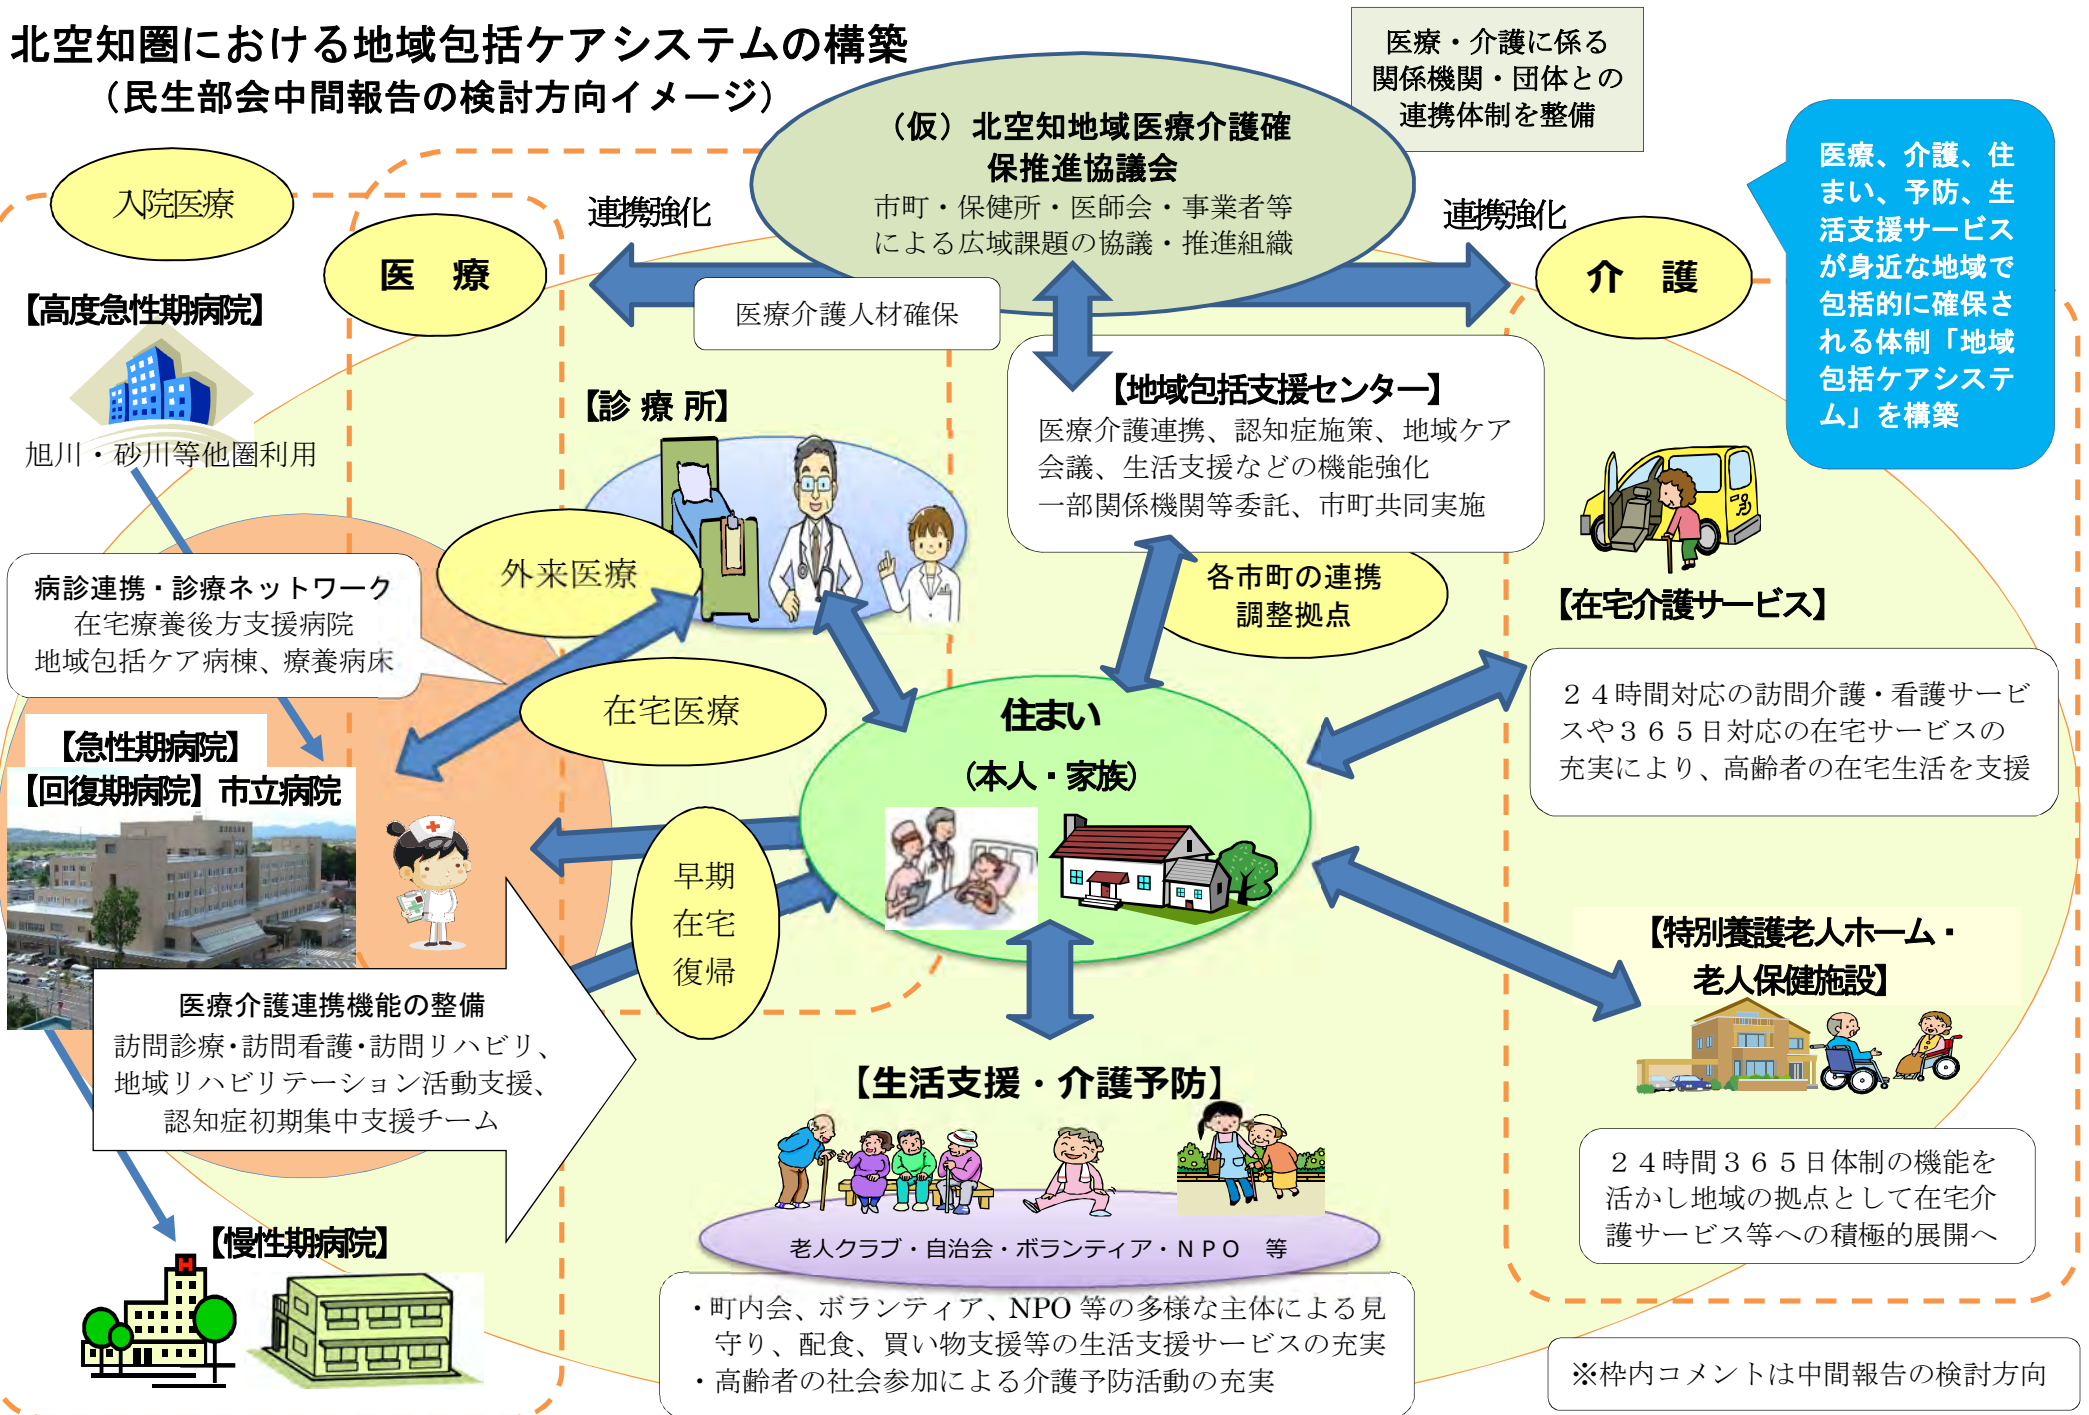 北空知圏における地域包括ケアシステムの構築
（民生部会中間報告の検討方向イメージ）
医療・介護に係る
関係機関・団体との
連携体制を整備
（仮）北空知地域医療介護確
保推進協議会
市町・保健所・医師会・事業者等
による広域課題の協議・推進組織
医療、介護、住
まい、予防、生
活支援サービス
が身近な地域で
包括的に確保さ
れる体制「地域
包括ケアシステ
ム」を構築
入院医療
連携強化
連携強化
医　療
介　護
【高度急性期病院】
医療介護人材確保
旭川・砂川等他圏利用
【診 療 所】
【地域包括支援センター】
医療介護連携、認知症施策、地域ケア
会議、生活支援などの機能強化
一部関係機関等委託、市町共同実施
外来医療
各市町の連携
調整拠点
【在宅介護サービス】
病診連携・診療ネットワーク
在宅療養後方支援病院
地域包括ケア病棟、療養病床
在宅医療
２４時間対応の訪問介護・看護サービ
スや３６５日対応の在宅サービスの
充実により、高齢者の在宅生活を支援
【急性期病院】
【回復期病院】市立病院
住まい
（本人・家族）
早期
在宅
復帰
【特別養護老人ホーム・
老人保健施設】
医療介護連携機能の整備
訪問診療･訪問看護･訪問リハビリ、
地域リハビリテーション活動支援、
認知症初期集中支援チーム
【生活支援・介護予防】
２４時間３６５日体制の機能を
活かし地域の拠点として在宅介
護サービス等への積極的展開へ
【慢性期病院】
H
老人クラブ・自治会・ボランティア・ＮＰＯ　等
・町内会、ボランティア、NPO 等の多様な主体による見
守り、配食、買い物支援等の生活支援サービスの充実
・高齢者の社会参加による介護予防活動の充実
※枠内コメントは中間報告の検討方向